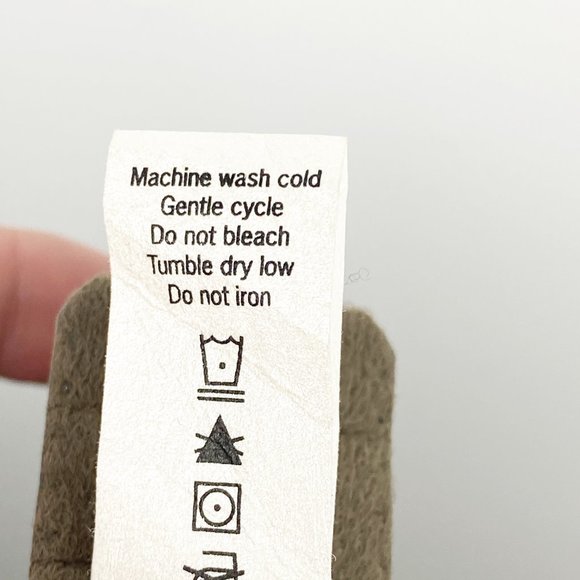 Machine wash cold
Gentle cycle
Do not bleach
Tumble dry low
Do not iron